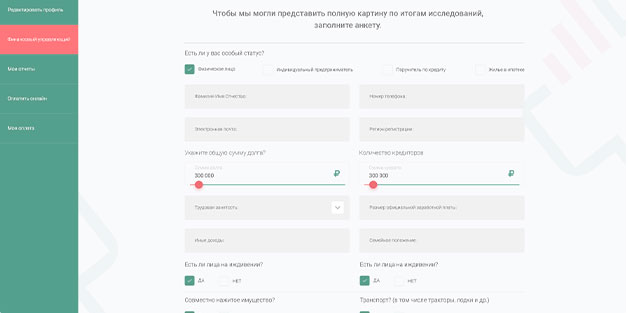 Редактировать профиль
Финансовый управляющий
Мои отчеты
Оплатить онлайн
Моя оплата
Чтобы мы могли представить полную картину по итогам исследований,
заполните анкету.
Есть ли у вас особый статус?
Физическое лицо
Индивидуальный предприниматель
Поручитель по кредиту
Жилье в ипотеке
Фамилия Имя Отчество
Номер телефона
Электронная почта
Регион регистрации
Укажите общую сумму долга?
Количество кредиторов
Сумма долга
300 000 ₽
300 300 ₽
Трудовая занятость
Размер официальной заработной платы
Иные доходы
Семейное положение
Есть ли лица на иждивении?
Есть ли лица на иждивении?
ДА НЕТ
ДА НЕТ
Совместно нажитое имущество?
Транспорт? (в том числе тракторы, лодки и др.)